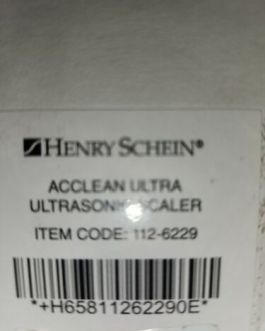 HENRY SCHEIN®
ACCLEAN ULTRA
ULTRASONIC SCALER
ITEM CODE: 112-6229
*+H65811262290E*